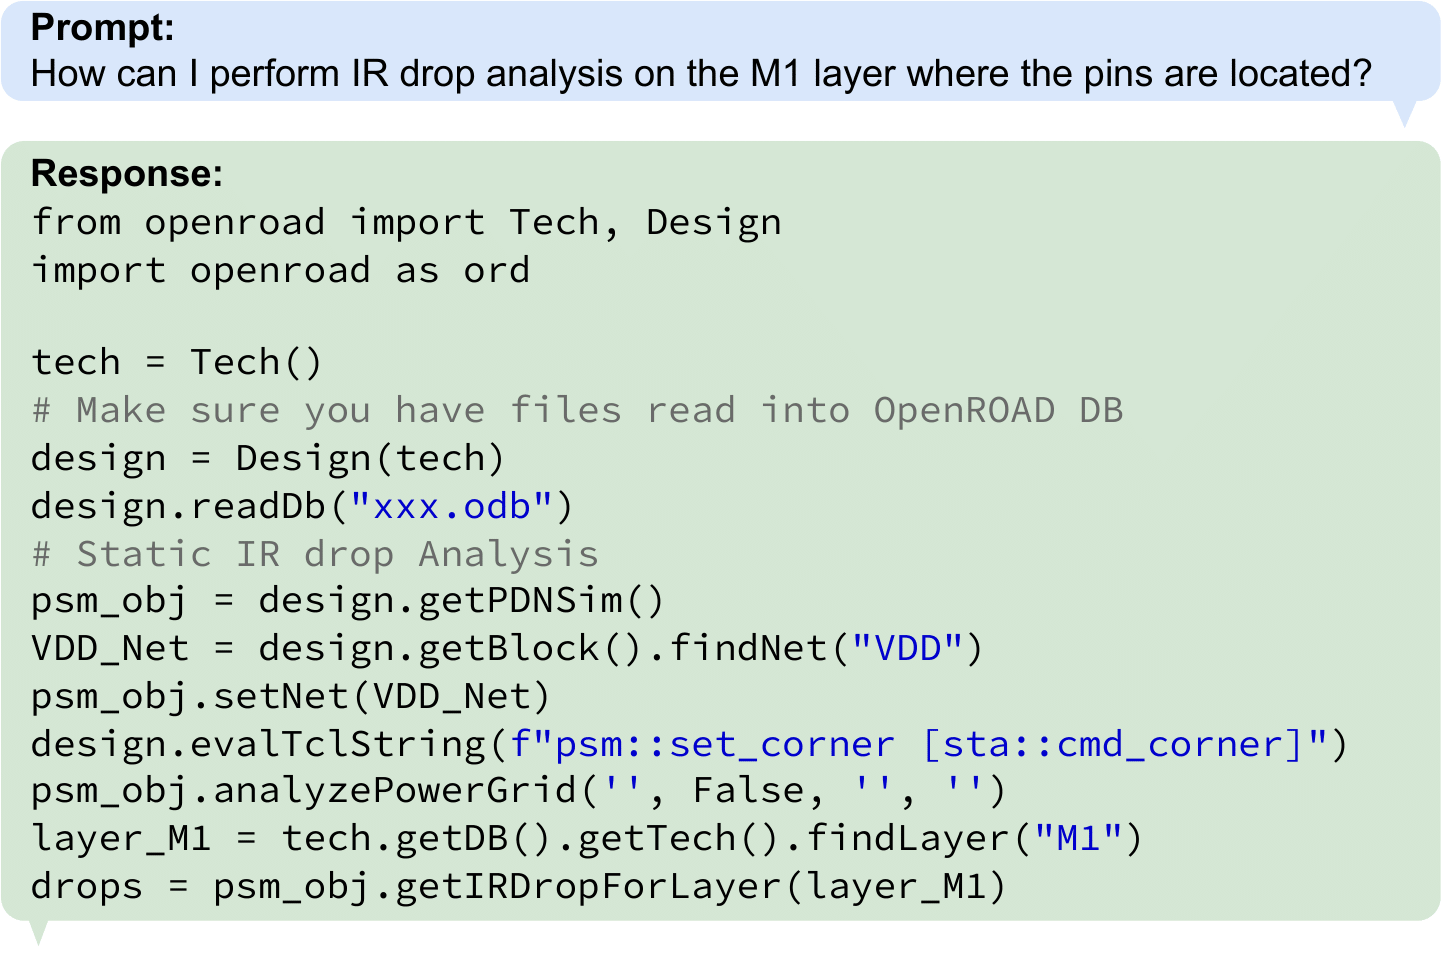 Prompt:
How can I perform IR drop analysis on the M1 layer where the pins are located?
Response:
from openroad import Tech, Design
import openroad as ord
tech = Tech()
# Make sure you have files read into OpenROAD DB
design = Design(tech)
design.readDb("xxx.odb")
# Static IR drop Analysis
psm_obj = design.getPDNSim()
VDD_Net = design.getBlock().findNet("VDD")
psm_obj.setNet(VDD_Net)
design.evalTclString(f"psm::set_corner [sta::cmd_corner]")
psm_obj.analyzePowerGrid('', False, '', '')
layer_M1 = tech.getDB().getTech().findLayer("M1")
drops = psm_obj.getIRDropForLayer(layer_M1)